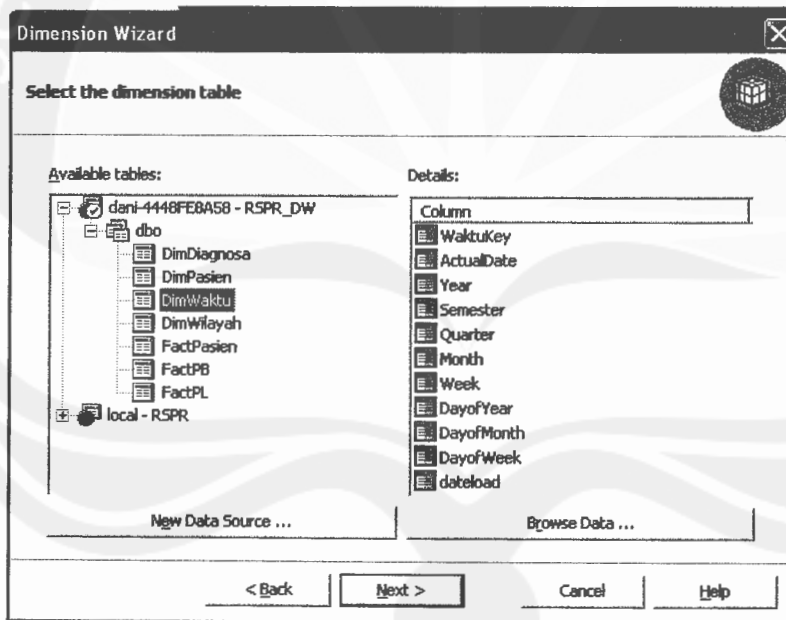 Dimension Wizard
Select the dimension table
Available tables:
dani-4448FE8A58 - RSPR_DW
dbo
DimDiagnosa
DimPasien
DimWaktu
DimWilayah
FactPasien
FactPB
FactPL
local - RSPR
New Data Source ...
Details:
Column
WaktuKey
ActualDate
Year
Semester
Quarter
Month
Week
DayofYear
DayofMonth
DayofWeek
dateload
Browse Data ...
< Back
Next >
Cancel
Help